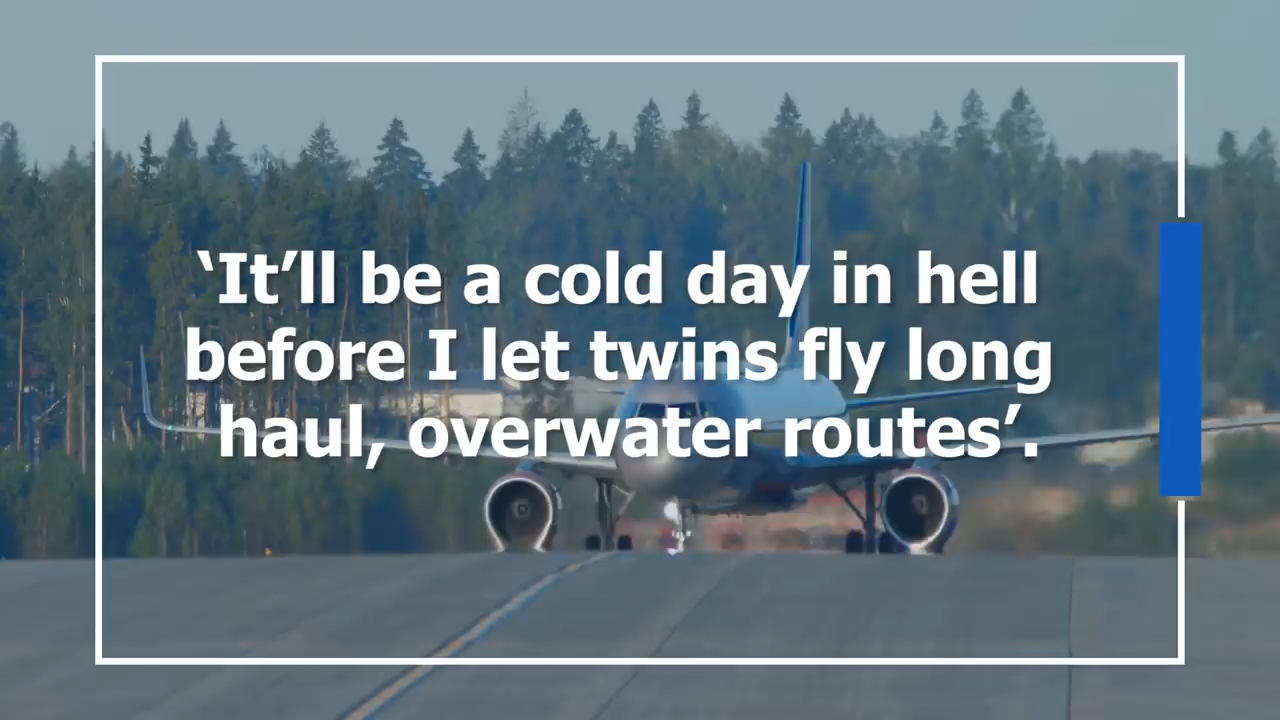 ‘It’ll be a cold day in hell
before I let twins fly long
haul, overwater routes’.